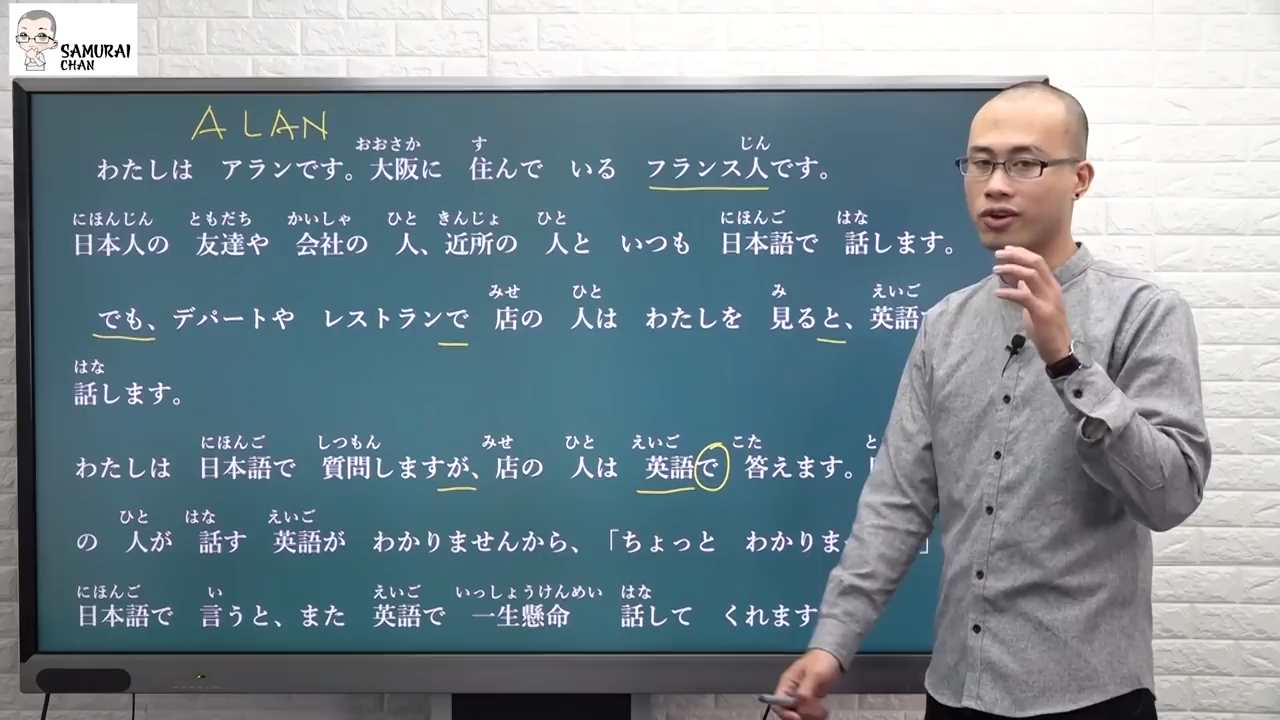 SAMURAI
CHAN
ALAN
おおさか す じん
わたしは アランです。大阪に 住んで いる フランス人です。
にほんじん ともだち かいしゃ ひと きんじょ ひと にほんご はな
日本人の 友達や 会社の 人、近所の 人と いつも 日本語で 話します。
みせ ひと み えいご
でも、デパートや レストランで 店の 人は わたしを 見ると、英語
はな
話します。
にほんご しつもん みせ ひと えいご こた と
わたしは 日本語で 質問しますが、店の 人は 英語で 答えます。
ひと はな えいご
の 人が 話す 英語が わかりませんから、「ちょっと わかりま 」
にほんご い えいご いっしょうけんめい はな
日本語で 言うと、また 英語で 一生懸命 話して くれます